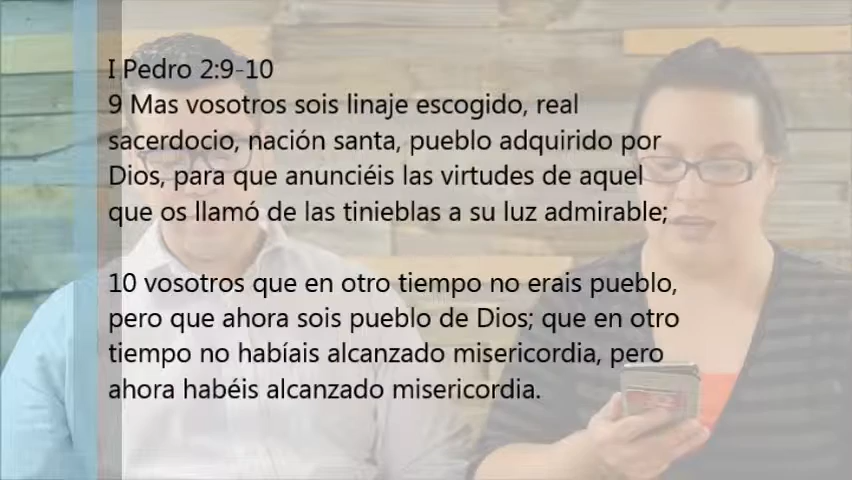 I Pedro 2:9-10
9 Mas vosotros sois linaje escogido, real
sacerdocio, nación santa, pueblo adquirido por
Dios, para que anunciéis las virtudes de aquel
que os llamó de las tinieblas a su luz admirable;
10 vosotros que en otro tiempo no erais pueblo,
pero que ahora sois pueblo de Dios; que en otro
tiempo no habíais alcanzado misericordia, pero
ahora habéis alcanzado misericordia.